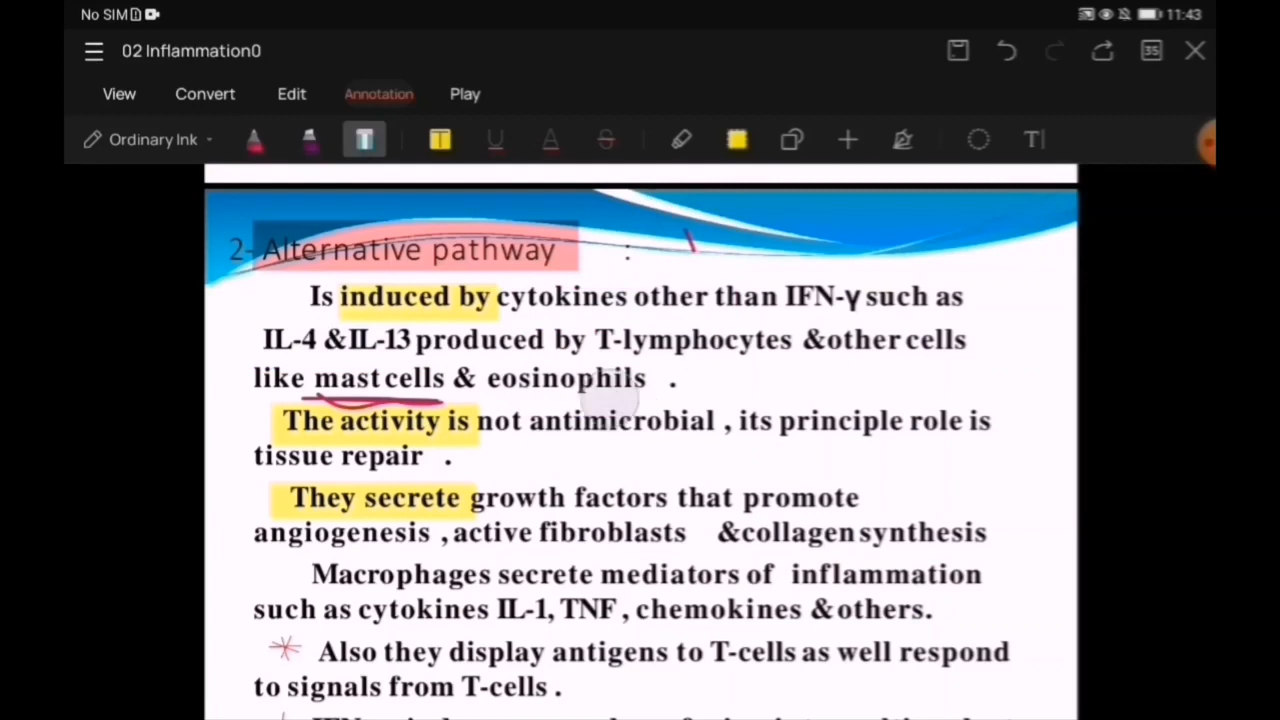 No SIM
11:43
02 Inflammation0
35
View Convert Edit Annotation Play
Ordinary Ink
2- Alternative pathway :
Is induced by cytokines other than IFN-γ such as
IL-4 &IL-13 produced by T-lymphocytes &other cells
like mast cells & eosinophils .
The activity is not antimicrobial , its principle role is
tissue repair .
They secrete growth factors that promote
angiogenesis , active fibroblasts &collagen synthesis
Macrophages secrete mediators of inflammation
such as cytokines IL-1, TNF , chemokines &others.
Also they display antigens to T-cells as well respond
to signals from T-cells .